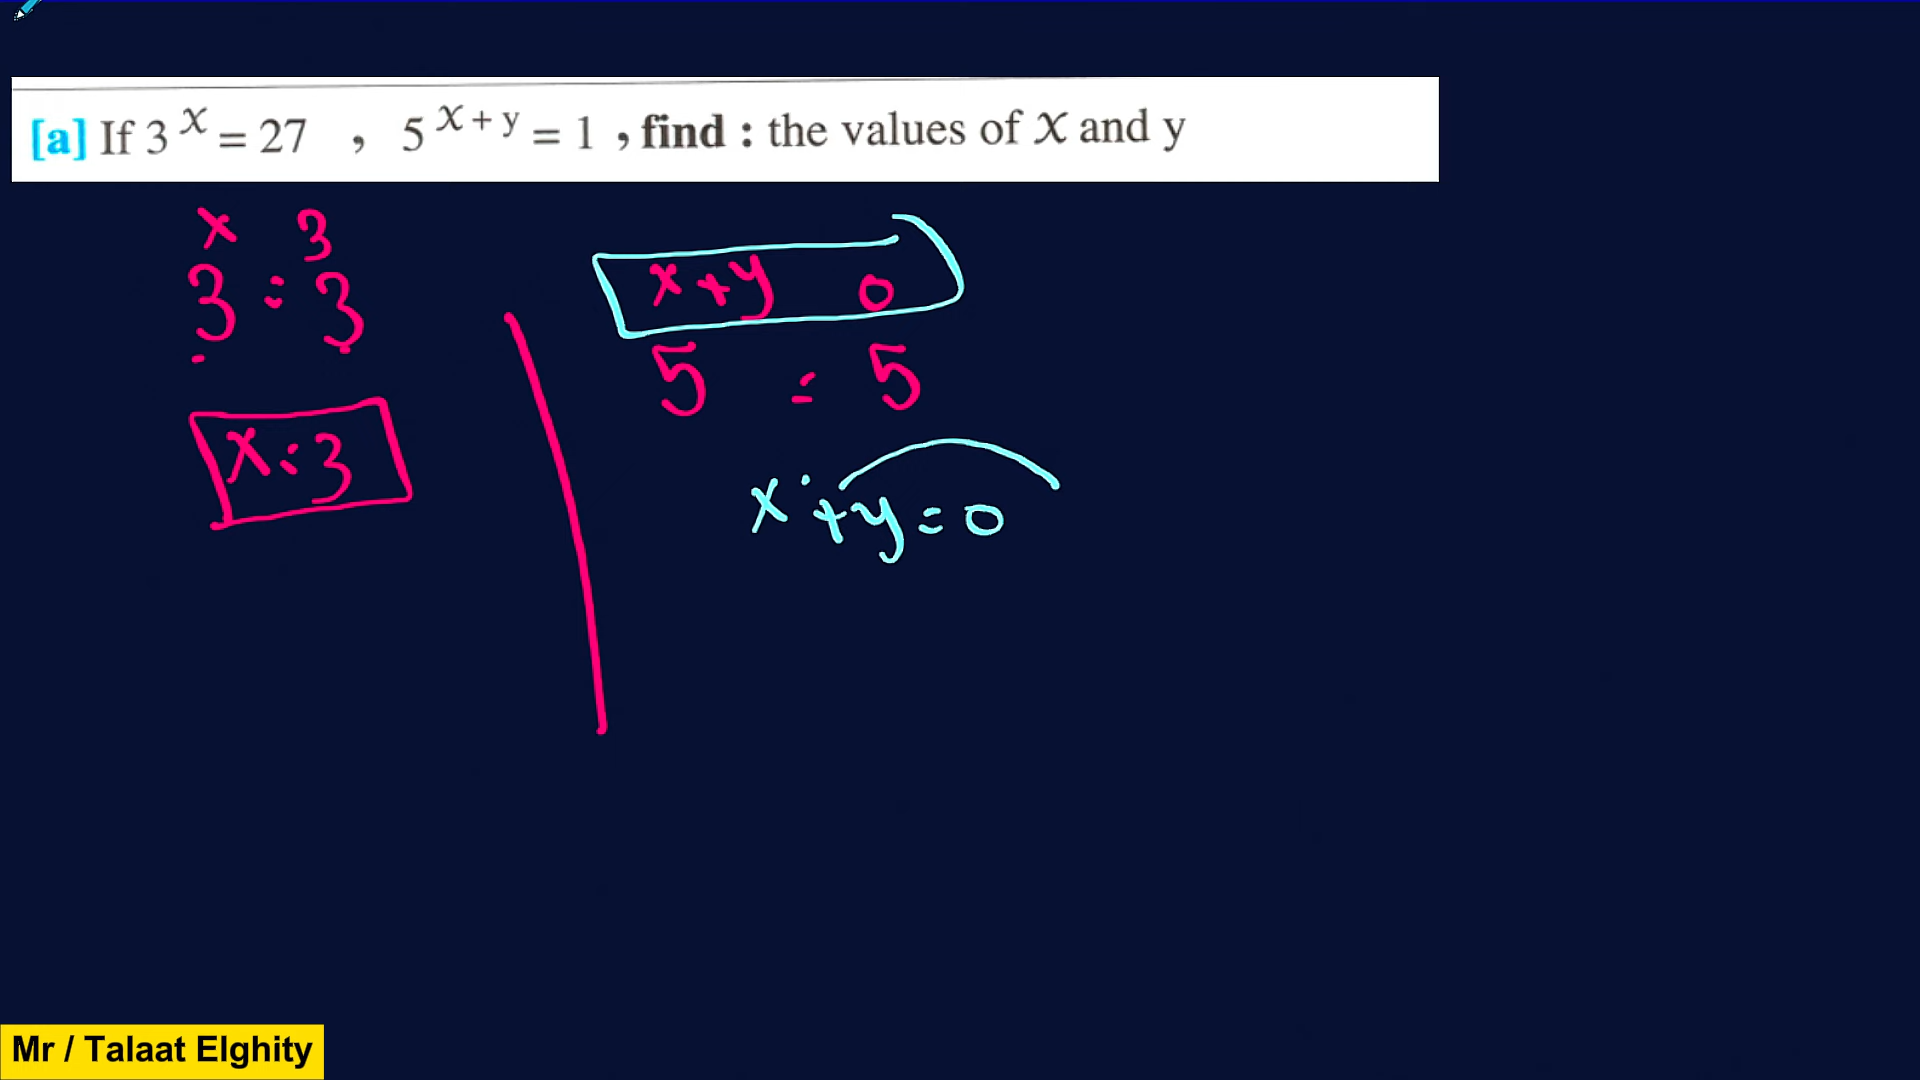 [a] If 3^x = 27 , 5^(x+y) = 1 , find : the values of x and y
3^x = 3^3
x = 3
5^(x+y) = 5^0
x + y = 0
Mr / Talaat Elghity